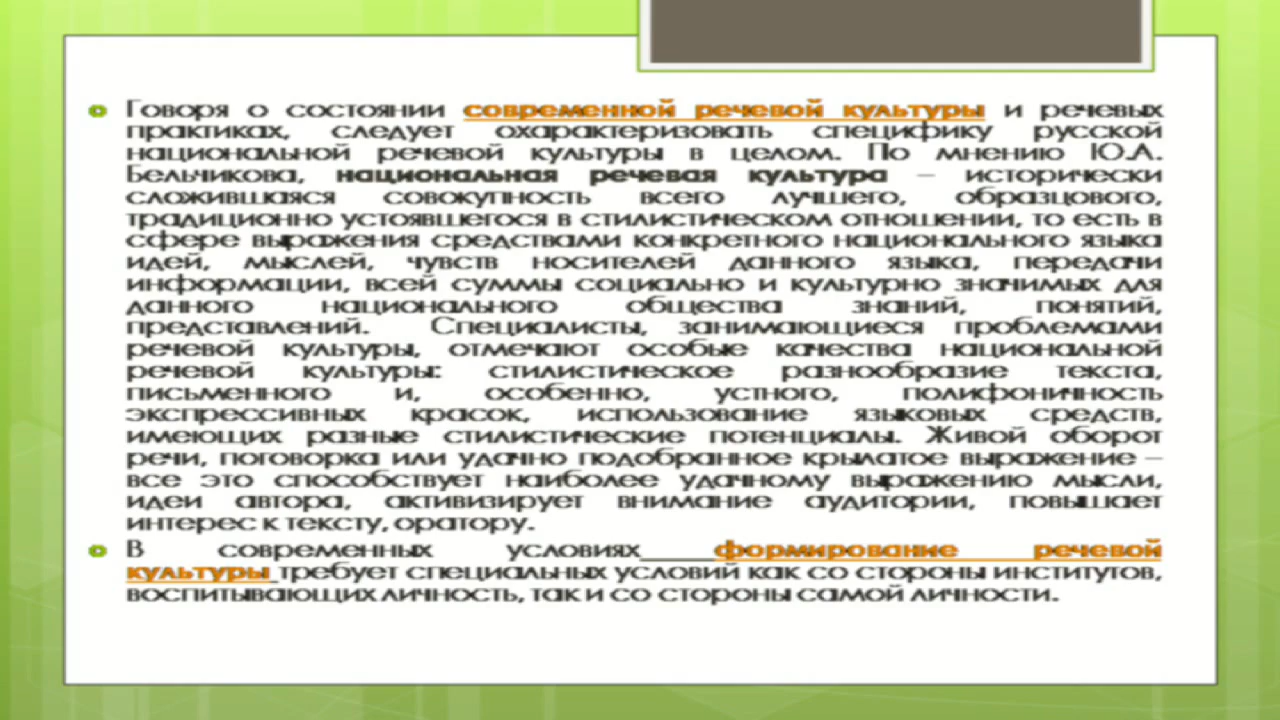 Говоря о состоянии современной речевой культуры и речевых
практиках, следует охарактеризовать специфику русской
национальной речевой культуры в целом. По мнению Ю.А.
Бельчикова, национальная речевая культура – исторически
сложившаяся совокупность всего лучшего, образцового,
традиционно устоявшегося в стилистическом отношении, то есть в
сфере выражения средствами конкретного национального языка
идей, мыслей, чувств носителей данного языка, передачи
информации, всей суммы социально и культурно значимых для
данного национального общества знаний, понятий,
представлений. Специалисты, занимающиеся проблемами
речевой культуры, отмечают особые качества национальной
речевой культуры: стилистическое разнообразие текста,
письменного и, особенно, устного, полифоничность
экспрессивных красок, использование языковых средств,
имеющих разные стилистические потенциалы. Живой оборот
речи, поговорка или удачно подобранное крылатое выражение –
все это способствует наиболее удачному выражению мысли,
идеи автора, активизирует внимание аудитории, повышает
интерес к тексту, оратору.
В современных условиях формирование речевой
культуры требует специальных условий как со стороны институтов,
воспитывающих личность, так и со стороны самой личности.